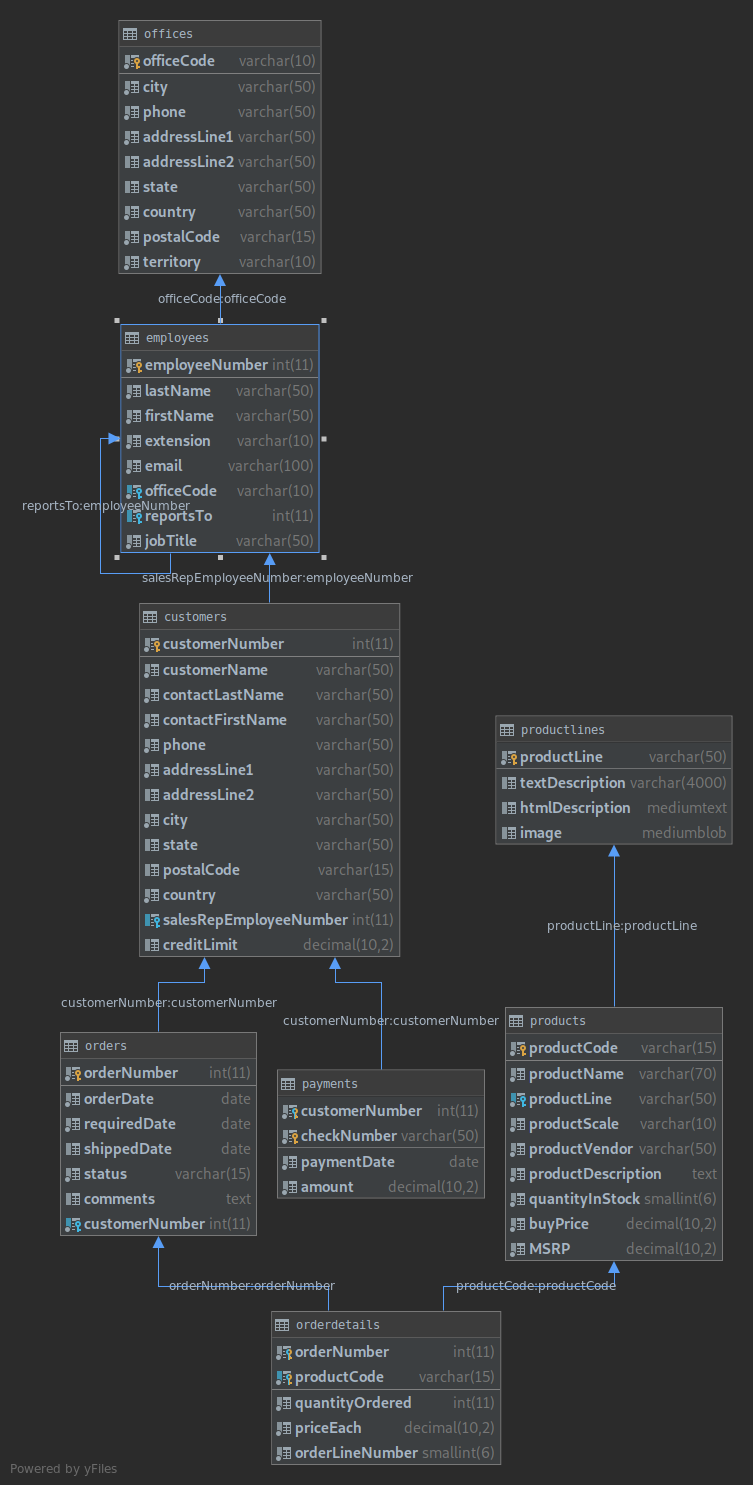 offices
officeCode varchar(10)
city varchar(50)
phone varchar(50)
addressLine1 varchar(50)
addressLine2 varchar(50)
state varchar(50)
country varchar(50)
postalCode varchar(15)
territory varchar(10)
officeCode:officeCode
employees
employeeNumber int(11)
lastName varchar(50)
firstName varchar(50)
extension varchar(10)
email varchar(100)
officeCode varchar(10)
reportsTo int(11)
jobTitle varchar(50)
reportsTo:employeeNumber
salesRepEmployeeNumber:employeeNumber
customers
customerNumber int(11)
customerName varchar(50)
contactLastName varchar(50)
contactFirstName varchar(50)
phone varchar(50)
addressLine1 varchar(50)
addressLine2 varchar(50)
city varchar(50)
state varchar(50)
postalCode varchar(15)
country varchar(50)
salesRepEmployeeNumber int(11)
creditLimit decimal(10,2)
productlines
productLine varchar(50)
textDescription varchar(4000)
htmlDescription mediumtext
image mediumblob
productLine:productLine
customerNumber:customerNumber
customerNumber:customerNumber
orders
orderNumber int(11)
orderDate date
requiredDate date
shippedDate date
status varchar(15)
comments text
customerNumber int(11)
payments
customerNumber int(11)
checkNumber varchar(50)
paymentDate date
amount decimal(10,2)
products
productCode varchar(15)
productName varchar(70)
productLine varchar(50)
productScale varchar(10)
productVendor varchar(50)
productDescription text
quantityInStock smallint(6)
buyPrice decimal(10,2)
MSRP decimal(10,2)
orderNumber:orderNumber
productCode:productCode
orderdetails
orderNumber int(11)
productCode varchar(15)
quantityOrdered int(11)
priceEach decimal(10,2)
orderLineNumber smallint(6)
Powered by yFiles